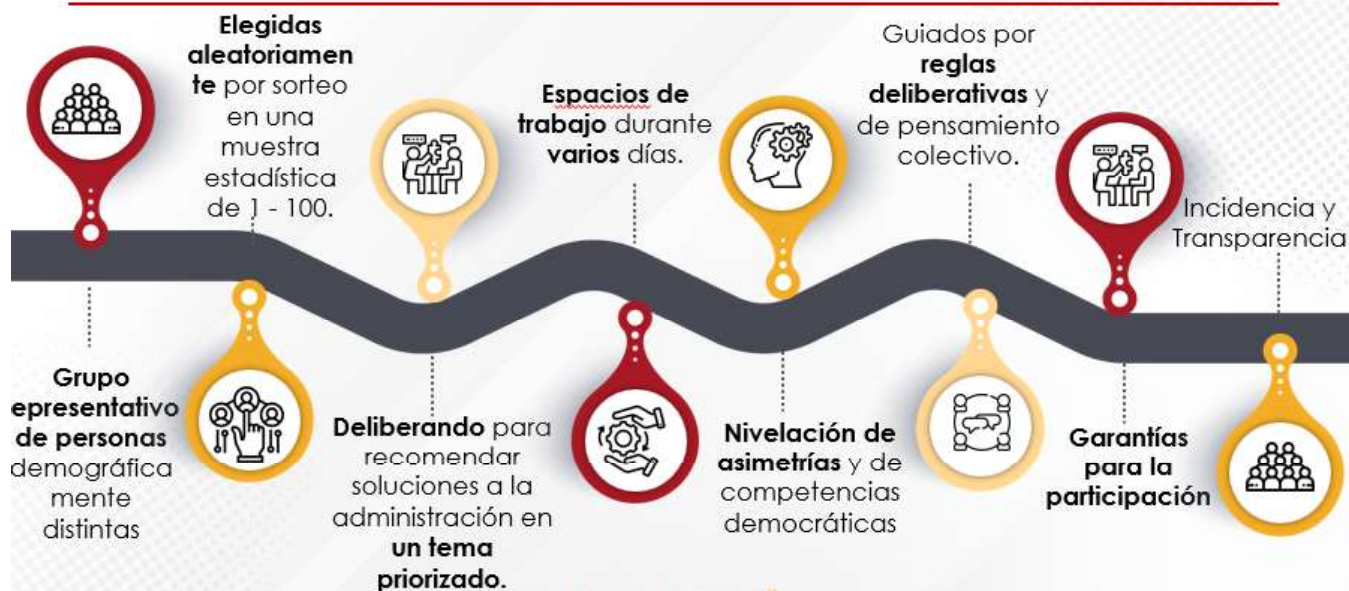 Grupo
epresentativo
de personas
demográfica
mente
distintas
Elegidas
aleatoriamen
te por sorteo
en una
muestra
estadística
de 1 - 100.
Deliberando para
recomendar
soluciones a la
administración en
un tema
priorizado.
Espacios de
trabajo durante
varios días.
Nivelación de
asimetrías y de
competencias
democráticas
Guiados por
reglas
deliberativas y
de pensamiento
colectivo.
Garantías
para la
participación
Incidencia y
Transparencia